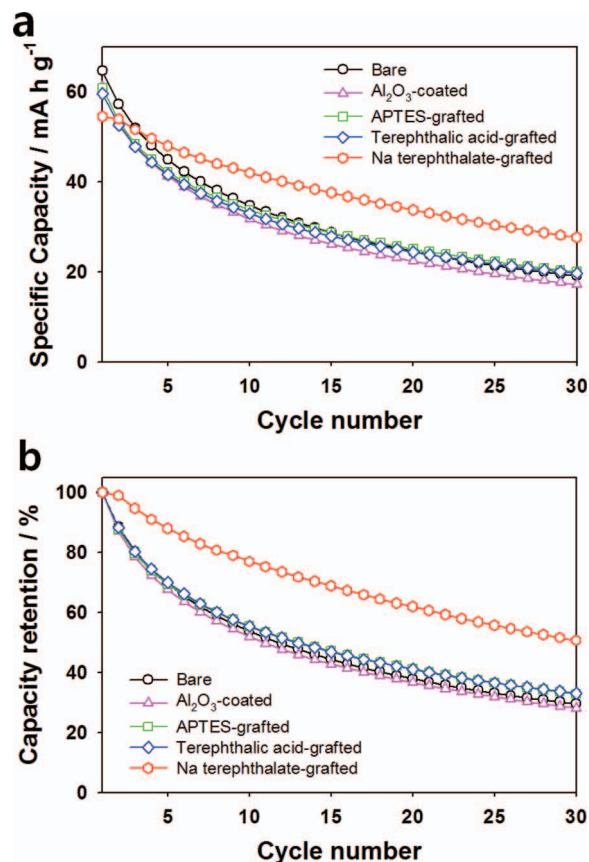 a
Specific Capacity / mA h g⁻¹
60
40
20
0
Bare
Al₂O₃-coated
APTES-grafted
Terephthalic acid-grafted
Na terephthalate-grafted
5 10 15 20 25 30
Cycle number
b
Capacity retention / %
100
80
60
40
20
0
Bare
Al₂O₃-coated
APTES-grafted
Terephthalic acid-grafted
Na terephthalate-grafted
5 10 15 20 25 30
Cycle number